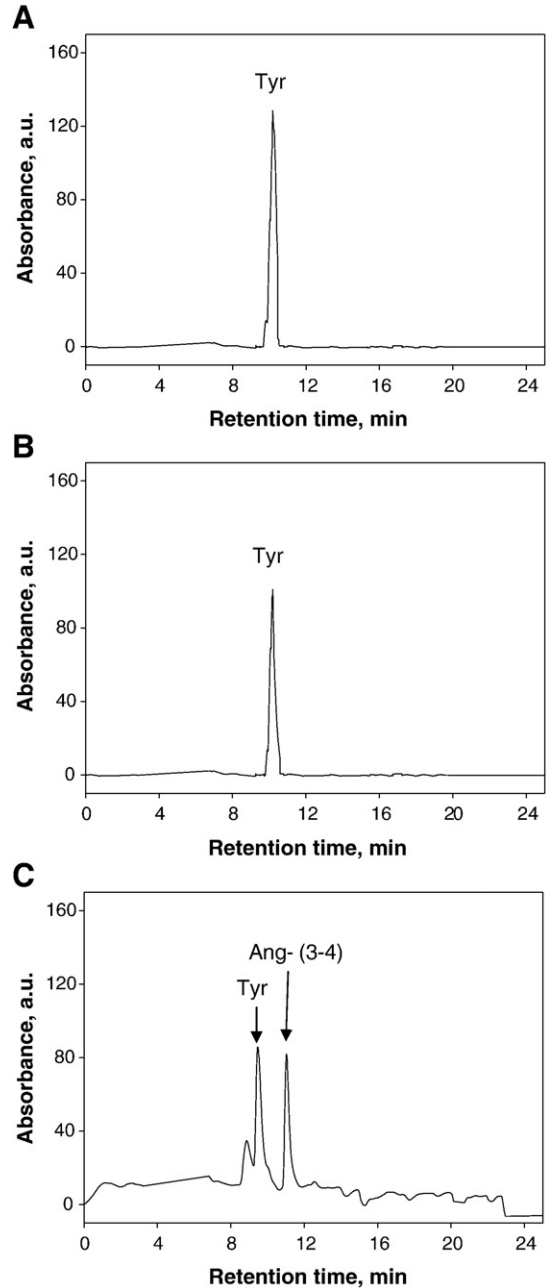 A
160
120
80
40
0
Absorbance, a.u.
Tyr
0 4 8 12 16 20 24
Retention time, min
B
160
120
80
40
0
Absorbance, a.u.
Tyr
0 4 8 12 16 20 24
Retention time, min
C
160
120
80
40
0
Absorbance, a.u.
Ang- (3-4)
Tyr
0 4 8 12 16 20 24
Retention time, min